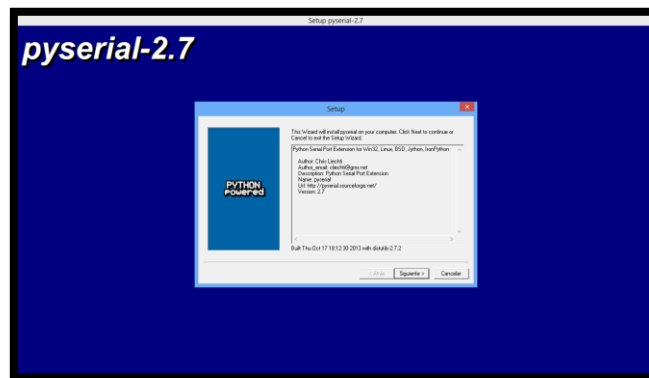 Setup pyserial-2.7
pyserial-2.7
Setup
This Wizard will install pyserial on your computer. Click Next to continue or
Cancel to exit the Setup Wizard.
Python Serial Port Extension for Win32, Linux, BSD, Jython, IronPython
Author: Chris Liechti
Author_email: cliechti@gmx.net
Description: Python Serial Port Extension
Name: pyserial
Url: http://pyserial.sourceforge.net/
Version: 2.7
PYTHON
Powered
Built Thu Oct 17 18:12:30 2013 with distutils-2.7.2
< Atrás
Siguiente >
Cancelar